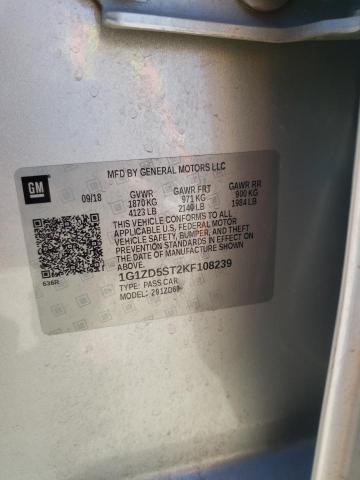 MFD BY GENERAL MOTORS LLC
GM
09/18 GVWR GAWR FRT GAWR RR
1870 KG 971 KG 900 KG
4123 LB 2140 LB 1984 LB
THIS VEHICLE CONFORMS TO ALL
APPLICABLE U.S. FEDERAL MOTOR
VEHICLE SAFETY, BUMPER, AND THEFT
PREVENTION STANDARDS IN EFFECT ON
THE DATE OF MANUFACTURE SHOWN
ABOVE.
636R
1G1ZD5ST2KF108239
TYPE: PASS CAR
MODEL: 291ZD69